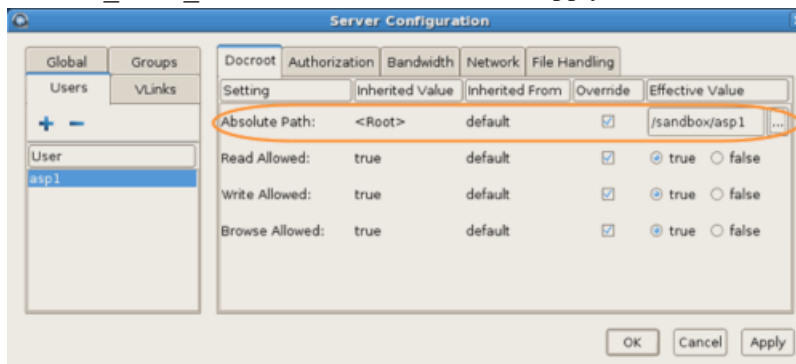 Server Configuration
Global Groups
Users VLinks
User
asp1
Docroot Authorization Bandwidth Network File Handling
Setting Inherited Value Inherited From Override Effective Value
Absolute Path: <Root> default /sandbox/asp1 ...
Read Allowed: true default true false
Write Allowed: true default true false
Browse Allowed: true default true false
OK Cancel Apply